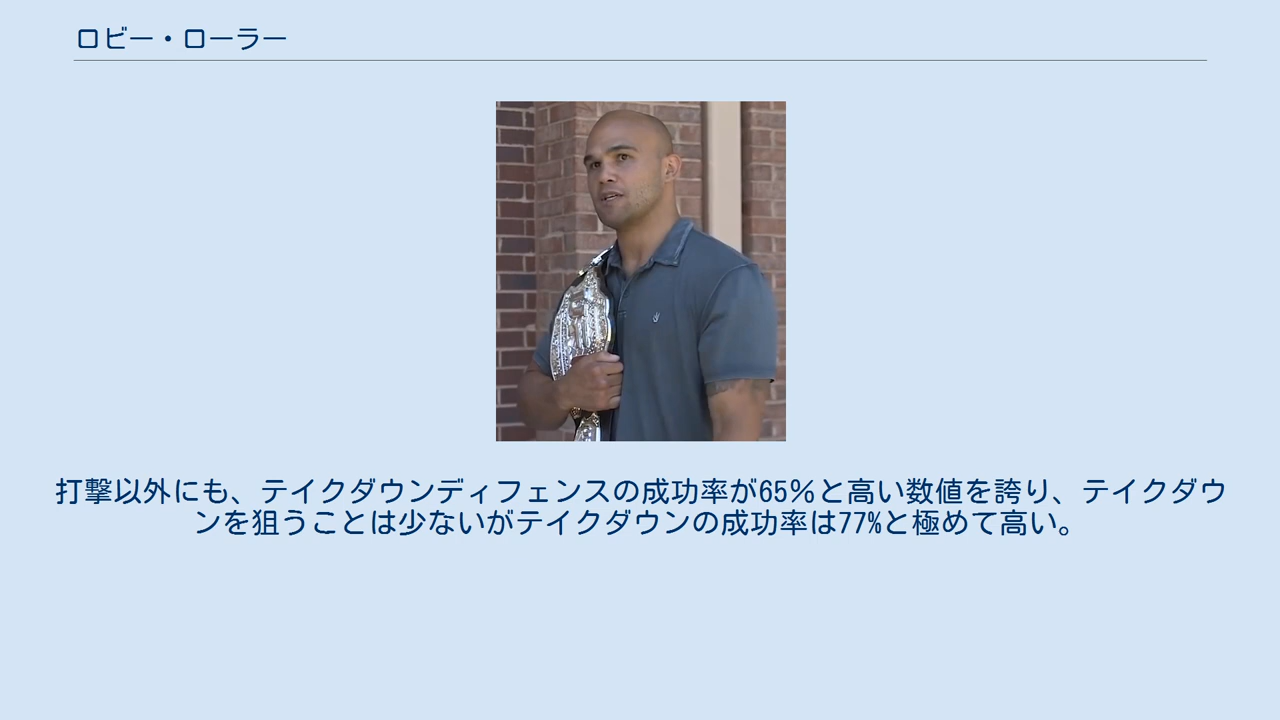 ロビー・ローラー
打撃以外にも、テイクダウンディフェンスの成功率が65％と高い数値を誇り、テイクダウ
ンを狙うことは少ないがテイクダウンの成功率は77%と極めて高い。